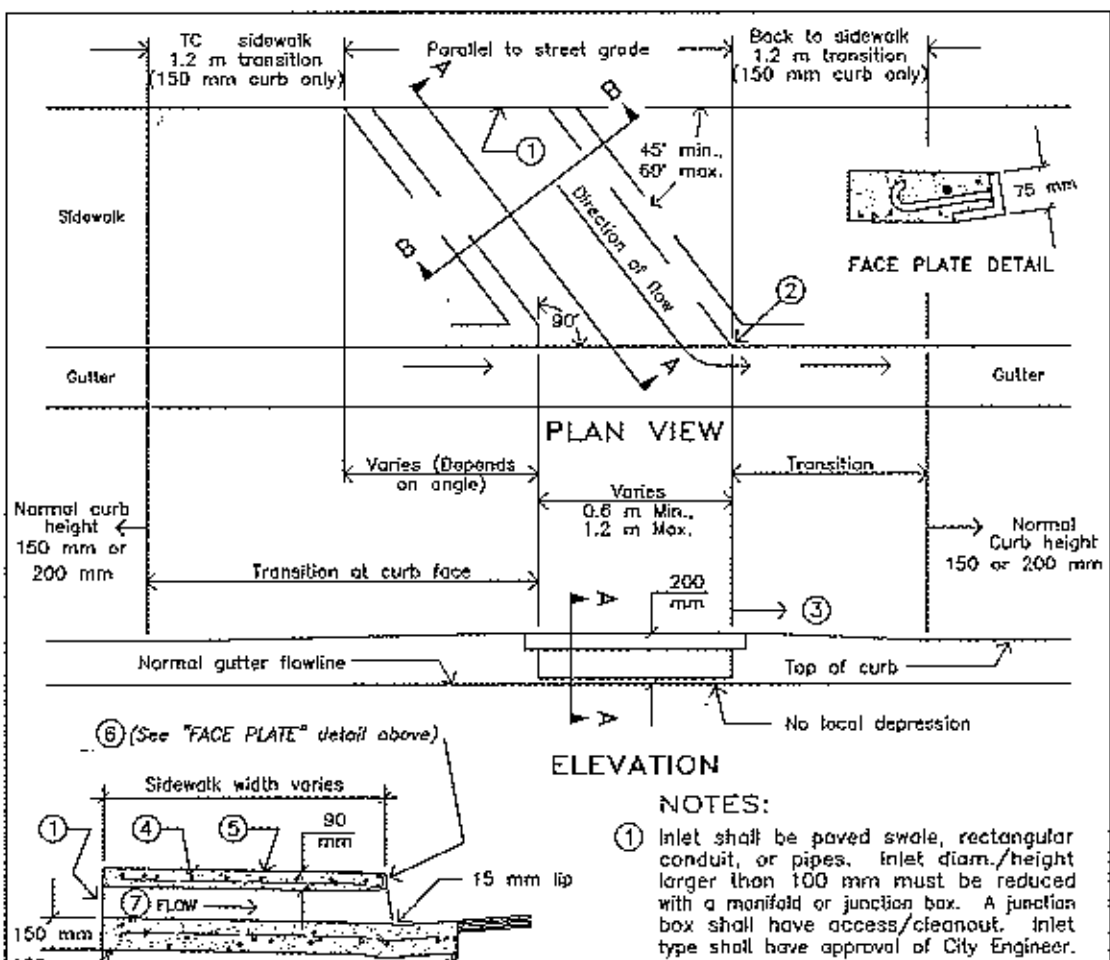 TC sidewalk
1.2 m transition
(150 mm curb only)
Parallel to street grade
Back to sidewalk
1.2 m transition
(150 mm curb only)
A
B
1
45° min.,
60° max.
75 mm
Sidewalk
Direction of flow
B
FACE PLATE DETAIL
2
90°
A
Gutter
Gutter
PLAN VIEW
Varies (Depends
on angle)
Transition
Varies
0.6 m Min.,
1.2 m Max.
Normal curb
height
150 mm or
200 mm
Normal
Curb height
150 or 200 mm
Transition at curb face
A
200
mm
3
Normal gutter flowline
Top of curb
A
No local depression
6 (See "FACE PLATE" detail above)
ELEVATION
Sidewalk width varies
NOTES:
1
4
5
90
mm
15 mm lip
7 FLOW
150 mm
1 Inlet shall be paved swale, rectangular
conduit, or pipes. Inlet diam./height
larger than 100 mm must be reduced
with a manifold or junction box. A junction
box shall have access/cleanout. Inlet
type shall have approval of City Engineer.